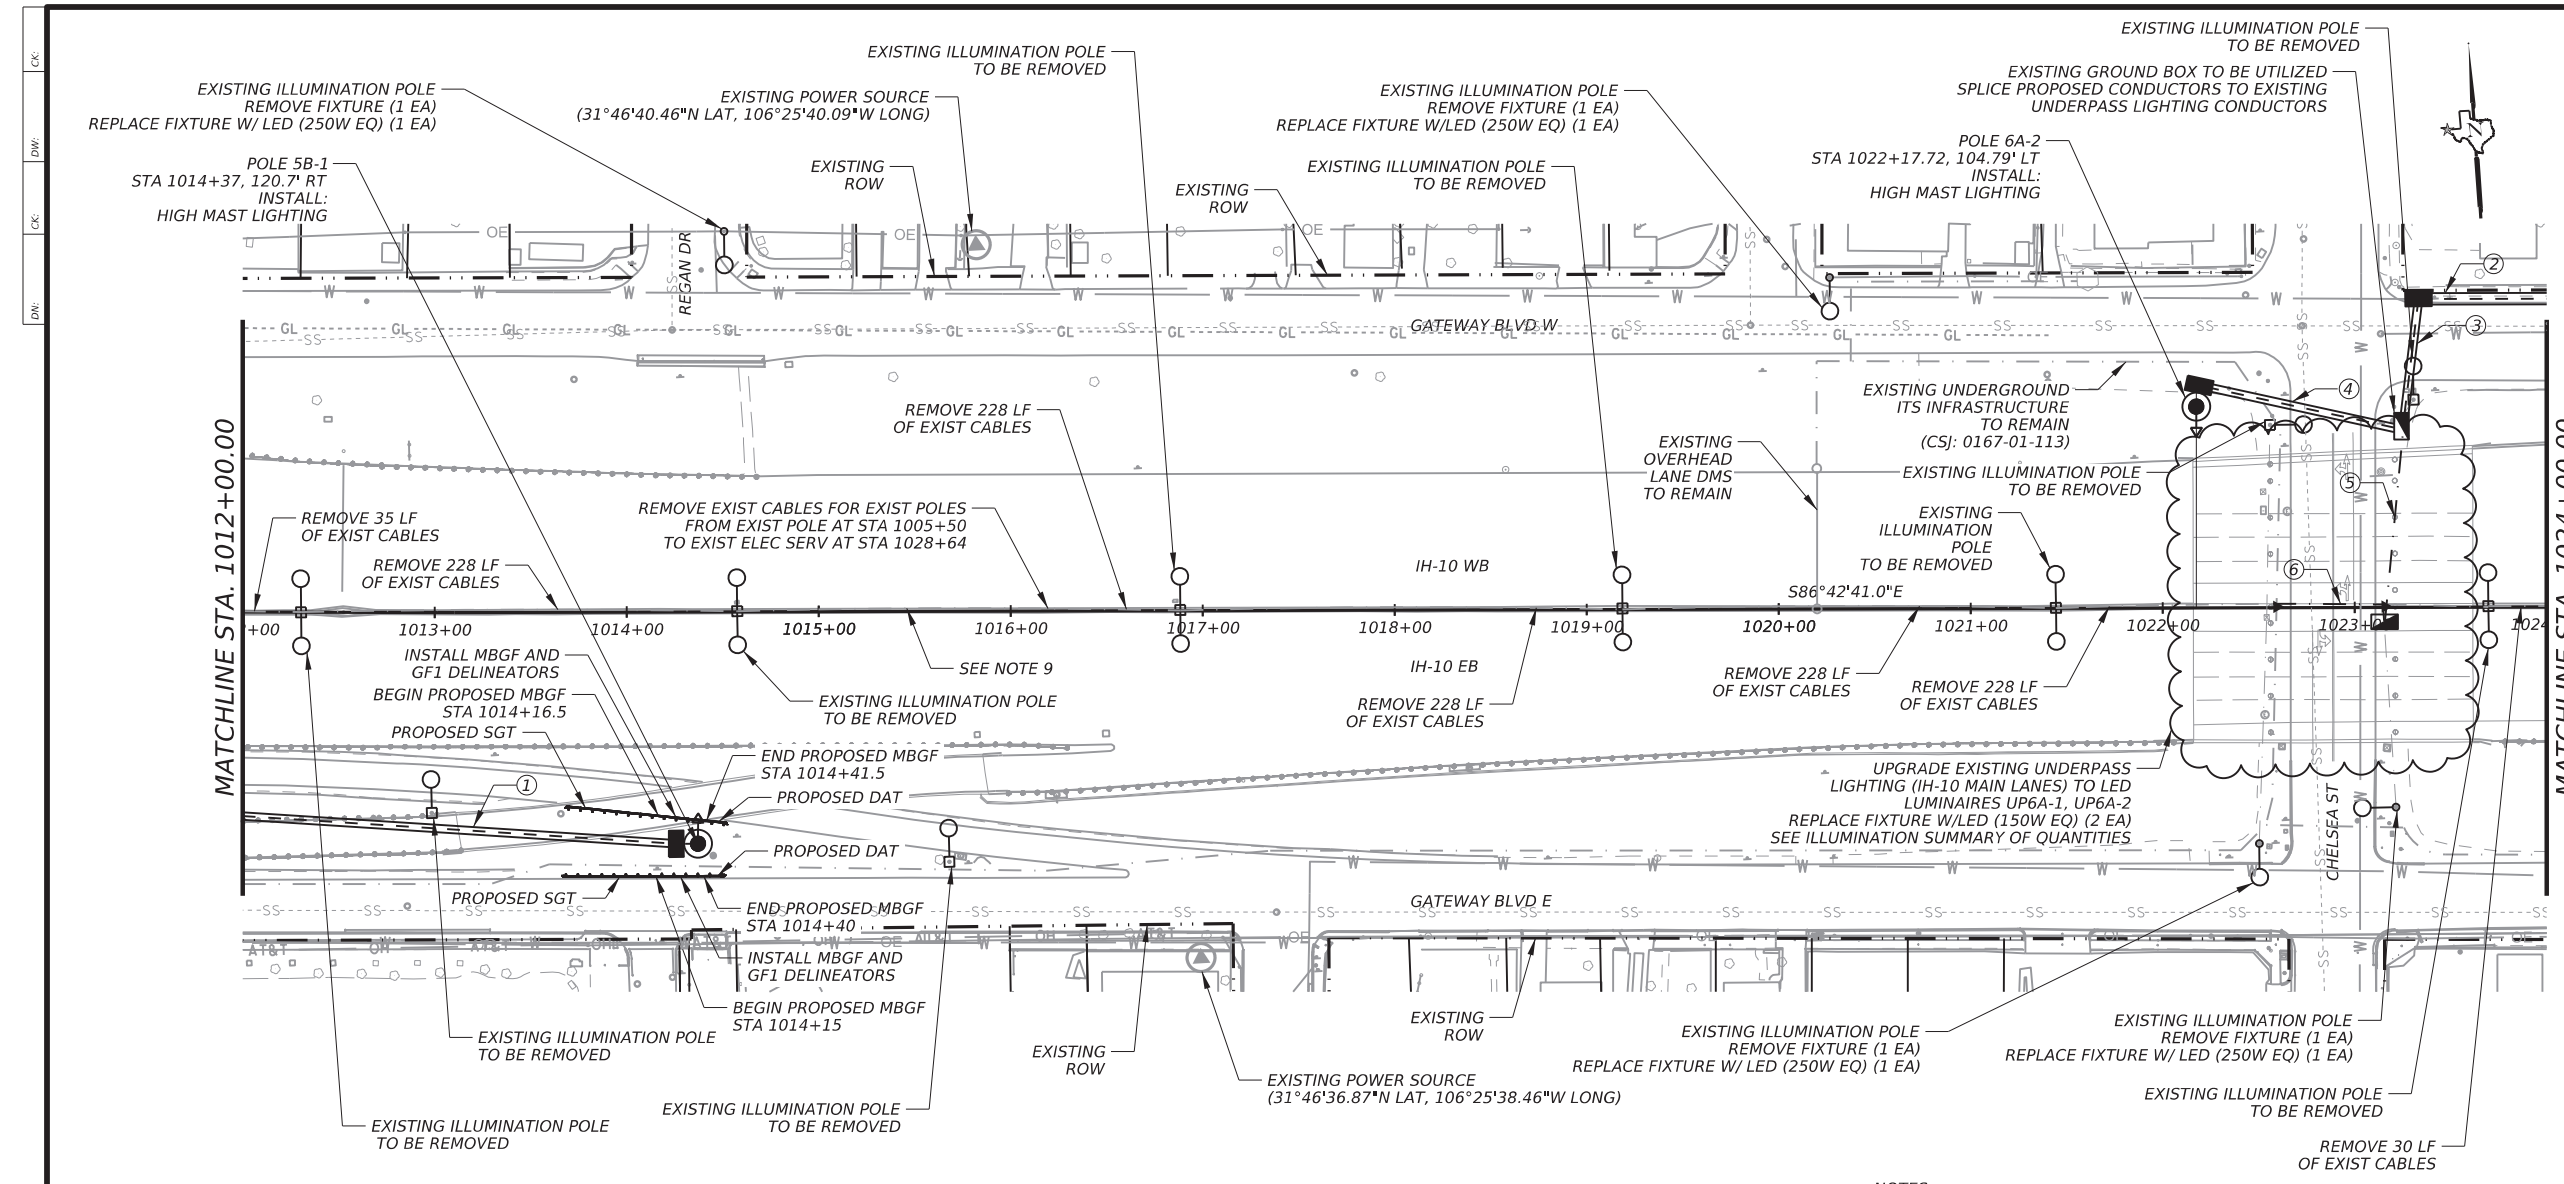 CK:
DW:
CK:
DN:
EXISTING ILLUMINATION POLE
REMOVE FIXTURE (1 EA)
REPLACE FIXTURE W/ LED (250W EQ) (1 EA)
POLE 5B-1
STA 1014+37, 120.7' RT
INSTALL:
HIGH MAST LIGHTING
EXISTING ILLUMINATION POLE
TO BE REMOVED
EXISTING POWER SOURCE
(31°46'40.46"N LAT, 106°25'40.09"W LONG)
EXISTING
ROW
EXISTING
ROW
EXISTING ILLUMINATION POLE
REMOVE FIXTURE (1 EA)
REPLACE FIXTURE W/LED (250W EQ) (1 EA)
EXISTING ILLUMINATION POLE
TO BE REMOVED
EXISTING ILLUMINATION POLE
TO BE REMOVED
EXISTING GROUND BOX TO BE UTILIZED
SPLICE PROPOSED CONDUCTORS TO EXISTING
UNDERPASS LIGHTING CONDUCTORS
POLE 6A-2
STA 1022+17.72, 104.79' LT
INSTALL:
HIGH MAST LIGHTING
N
REGAN DR
GATEWAY BLVD W
2
3
4
5
6
EXISTING UNDERGROUND
ITS INFRASTRUCTURE
TO REMAIN
(CSJ: 0167-01-113)
EXISTING
OVERHEAD
LANE DMS
TO REMAIN
EXISTING ILLUMINATION POLE
TO BE REMOVED
EXISTING
ILLUMINATION
POLE
TO BE REMOVED
MATCHLINE STA. 1012+00.00
REMOVE 35 LF
OF EXIST CABLES
REMOVE 228 LF
OF EXIST CABLES
REMOVE 228 LF
OF EXIST CABLES
REMOVE EXIST CABLES FOR EXIST POLES
FROM EXIST POLE AT STA 1005+50
TO EXIST ELEC SERV AT STA 1028+64
IH-10 WB
S86°42'41.0"E
+00
1013+00
1014+00
1015+00
1016+00
1017+00
1018+00
1019+00
1020+00
1021+00
1022+00
1023+0
1024
MATCHLINE STA. 1024+00.00
INSTALL MBGF AND
GF1 DELINEATORS
BEGIN PROPOSED MBGF
STA 1014+16.5
PROPOSED SGT
SEE NOTE 9
EXISTING ILLUMINATION POLE
TO BE REMOVED
IH-10 EB
REMOVE 228 LF
OF EXIST CABLES
REMOVE 228 LF
OF EXIST CABLES
REMOVE 228 LF
OF EXIST CABLES
1
END PROPOSED MBGF
STA 1014+41.5
PROPOSED DAT
PROPOSED DAT
PROPOSED SGT
END PROPOSED MBGF
STA 1014+40
INSTALL MBGF AND
GF1 DELINEATORS
BEGIN PROPOSED MBGF
STA 1014+15
UPGRADE EXISTING UNDERPASS
LIGHTING (IH-10 MAIN LANES) TO LED
LUMINAIRES UP6A-1, UP6A-2
REPLACE FIXTURE W/LED (150W EQ) (2 EA)
SEE ILLUMINATION SUMMARY OF QUANTITIES
CHELSEA ST
GATEWAY BLVD E
EXISTING ILLUMINATION POLE
TO BE REMOVED
EXISTING ILLUMINATION POLE
TO BE REMOVED
EXISTING ILLUMINATION POLE
TO BE REMOVED
EXISTING
ROW
EXISTING POWER SOURCE
(31°46'36.87"N LAT, 106°25'38.46"W LONG)
EXISTING
ROW
EXISTING ILLUMINATION POLE
REMOVE FIXTURE (1 EA)
REPLACE FIXTURE W/ LED (250W EQ) (1 EA)
EXISTING ILLUMINATION POLE
REMOVE FIXTURE (1 EA)
REPLACE FIXTURE W/ LED (250W EQ) (1 EA)
EXISTING ILLUMINATION POLE
TO BE REMOVED
REMOVE 30 LF
OF EXIST CABLES